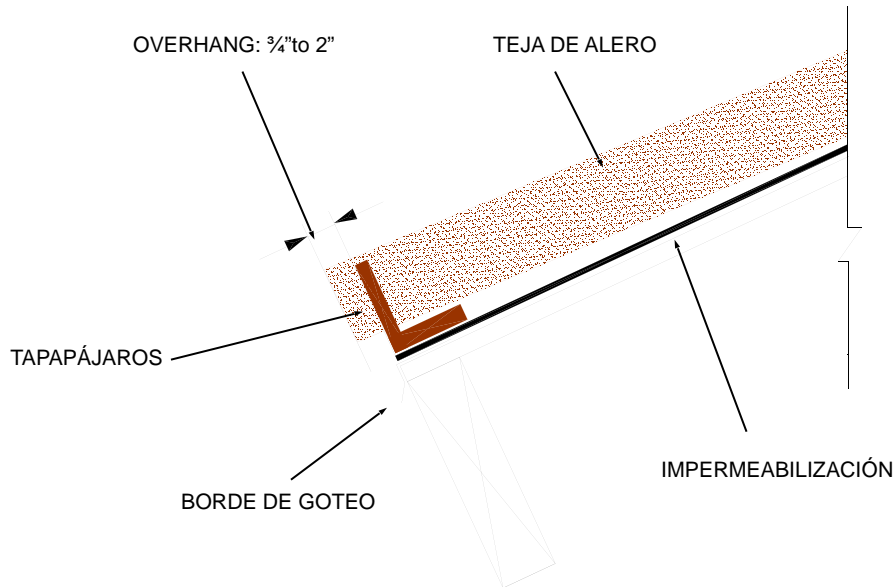 OVERHANG: ¾”to 2”
TEJA DE ALERO
TAPAPÁJAROS
IMPERMEABILIZACIÓN
BORDE DE GOTEO